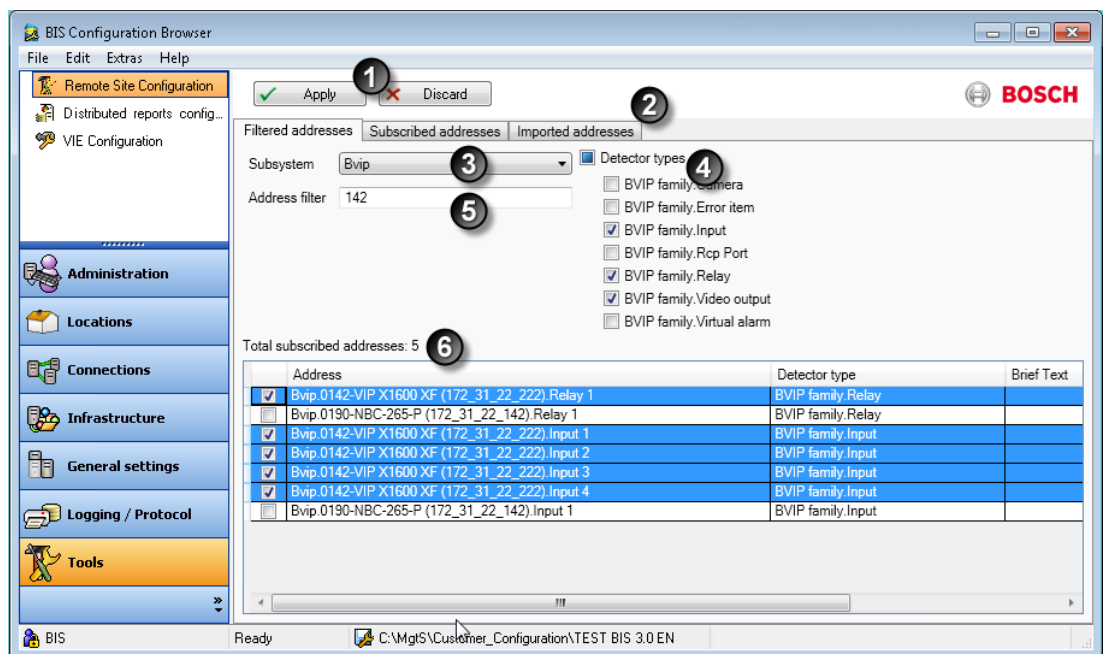 BIS Configuration Browser
File Edit Extras Help
Remote Site Configuration
Distributed reports config...
VIE Configuration
Administration
Locations
Connections
Infrastructure
General settings
Logging / Protocol
Tools
»
1
Apply Discard
BOSCH
2
Filtered addresses Subscribed addresses Imported addresses
Subsystem Bvip 3
Address filter 142
5
Detector types 4
BVIP family.Camera
BVIP family.Error item
BVIP family.Input
BVIP family.Rcp Port
BVIP family.Relay
BVIP family.Video output
BVIP family.Virtual alarm
Total subscribed addresses: 5 6
Address Detector type Brief Text
Bvip.0142-VIP X1600 XF (172_31_22_222).Relay 1 BVIP family.Relay
Bvip.0190-NBC-265-P (172_31_22_142).Relay 1 BVIP family.Relay
Bvip.0142-VIP X1600 XF (172_31_22_222).Input 1 BVIP family.Input
Bvip.0142-VIP X1600 XF (172_31_22_222).Input 2 BVIP family.Input
Bvip.0142-VIP X1600 XF (172_31_22_222).Input 3 BVIP family.Input
Bvip.0142-VIP X1600 XF (172_31_22_222).Input 4 BVIP family.Input
Bvip.0190-NBC-265-P (172_31_22_142).Input 1 BVIP family.Input
BIS Ready C:\MgtS\Customer_Configuration\TEST BIS 3.0 EN